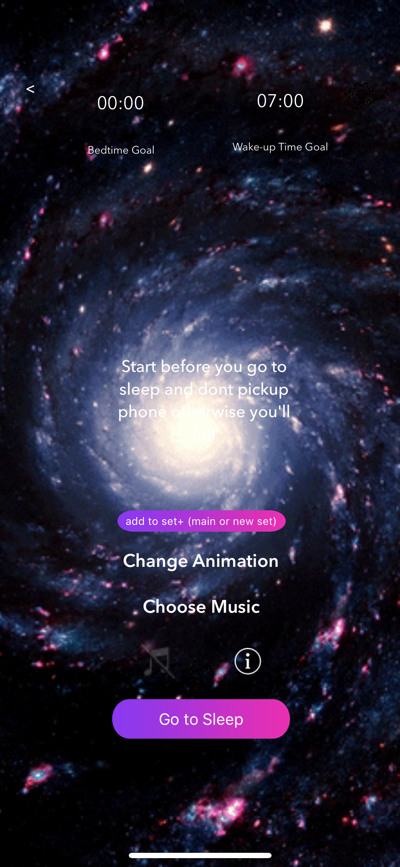 <
00:00
07:00
Bedtime Goal
Wake-up Time Goal
Start before you go to
sleep and dont pickup
phone otherwise you'll
add to set+ (main or new set)
Change Animation
Choose Music
i
Go to Sleep